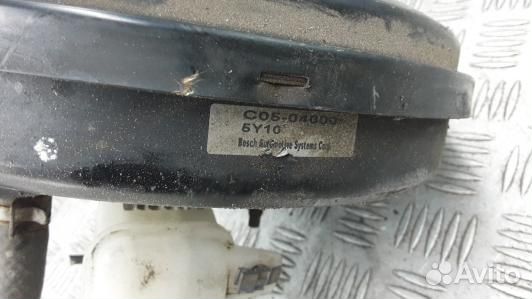 C05-04000
5Y10
Bosch Automotive Systems Corp.
Avito